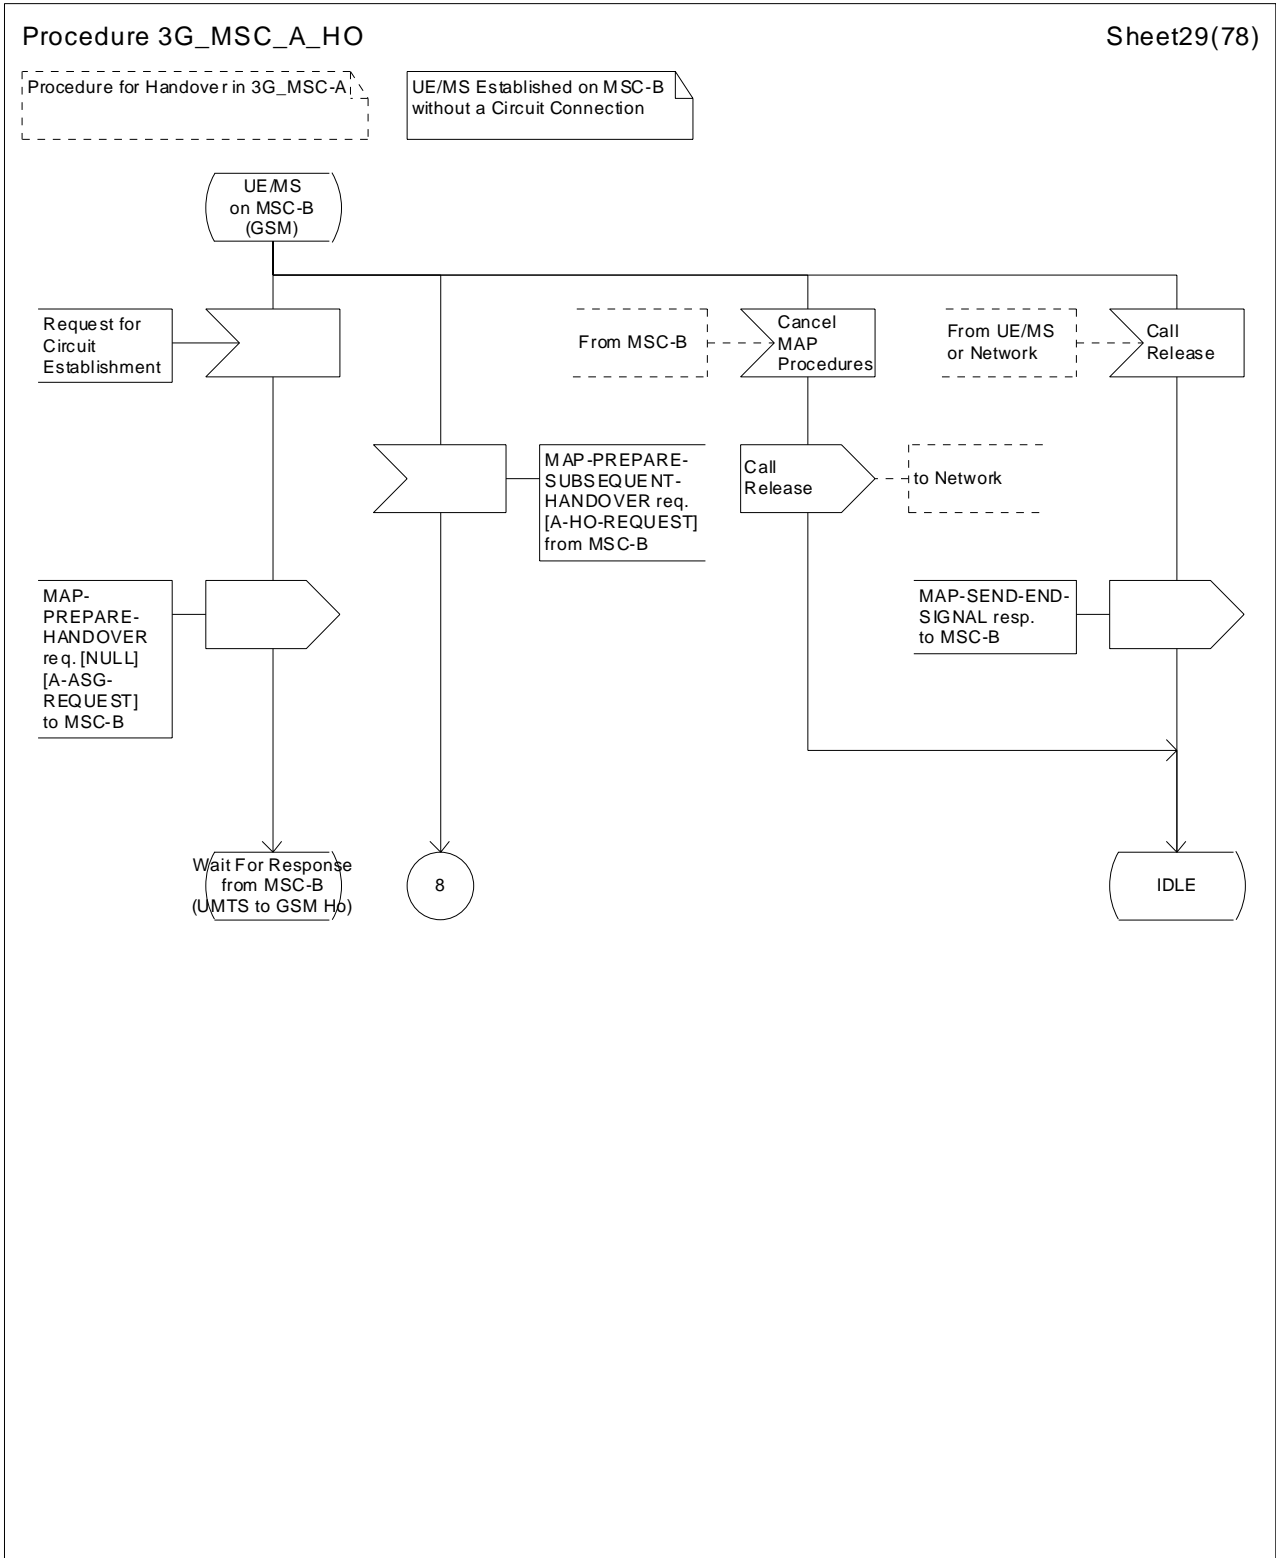 Procedure 3G_MSC_A_HO
Sheet29(78)
Procedure for Handover in 3G_MSC-A
UE/MS Established on MSC-B
without a Circuit Connection
UE/MS
on MSC-B
(GSM)
Request for
Circuit
Establishment
From MSC-B
Cancel
MAP
Procedures
From UE/MS
or Network
Call
Release
MAP-PREPARE-
SUBSEQUENT-
HANDOVER req.
[A-HO-REQUEST]
from MSC-B
Call
Release
to Network
MAP-
PREPARE-
HANDOVER
req. [NULL]
[A-ASG-
REQUEST]
to MSC-B
MAP-SEND-END-
SIGNAL resp.
to MSC-B
Wait For Response
from MSC-B
(UMTS to GSM Ho)
8
IDLE